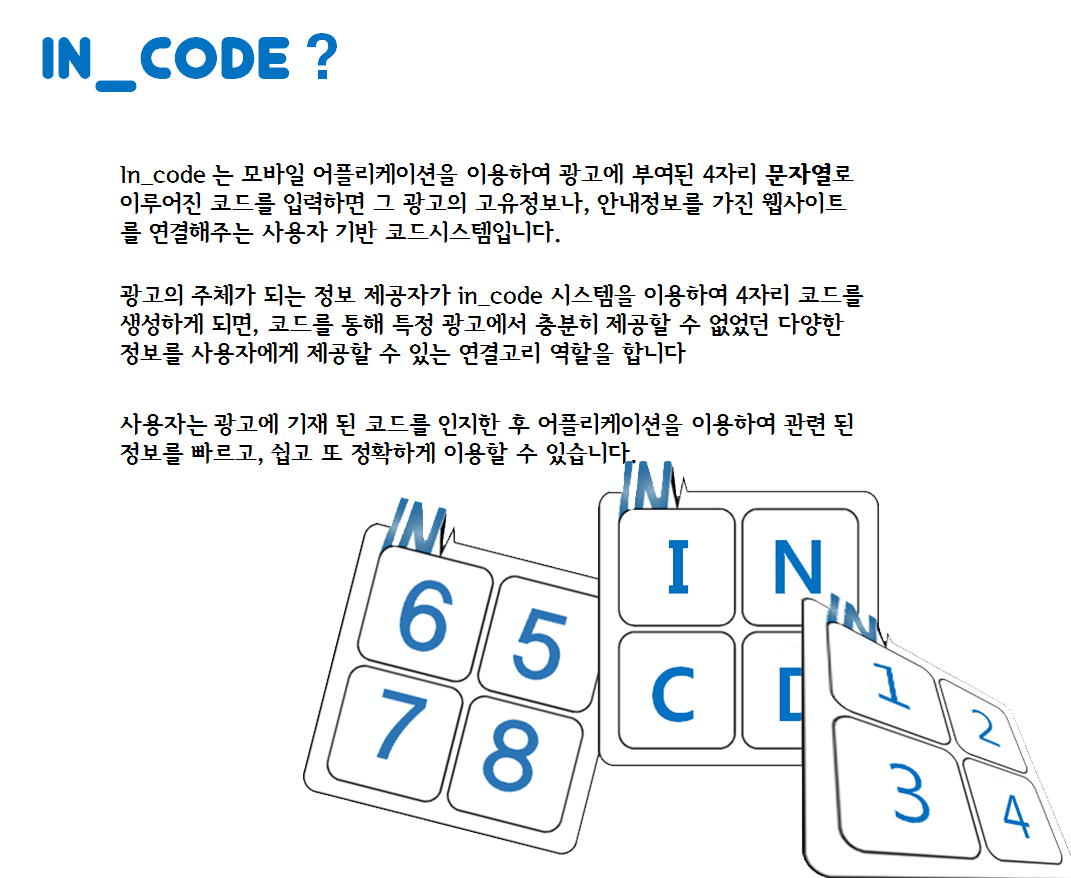 IN_CODE ?
In_code 는 모바일 어플리케이션을 이용하여 광고에 부여된 4자리 문자열로
이루어진 코드를 입력하면 그 광고의 고유정보나, 안내정보를 가진 웹사이트
를 연결해주는 사용자 기반 코드시스템입니다.
광고의 주체가 되는 정보 제공자가 in_code 시스템을 이용하여 4자리 코드를
생성하게 되면, 코드를 통해 특정 광고에서 충분히 제공할 수 없었던 다양한
정보를 사용자에게 제공할 수 있는 연결고리 역할을 합니다
사용자는 광고에 기재 된 코드를 인지한 후 어플리케이션을 이용하여 관련 된
정보를 빠르고, 쉽고 또 정확하게 이용할 수 있습니다.
IN
6 5
7 8
IN
I N
C D
IN
1 2
3 4